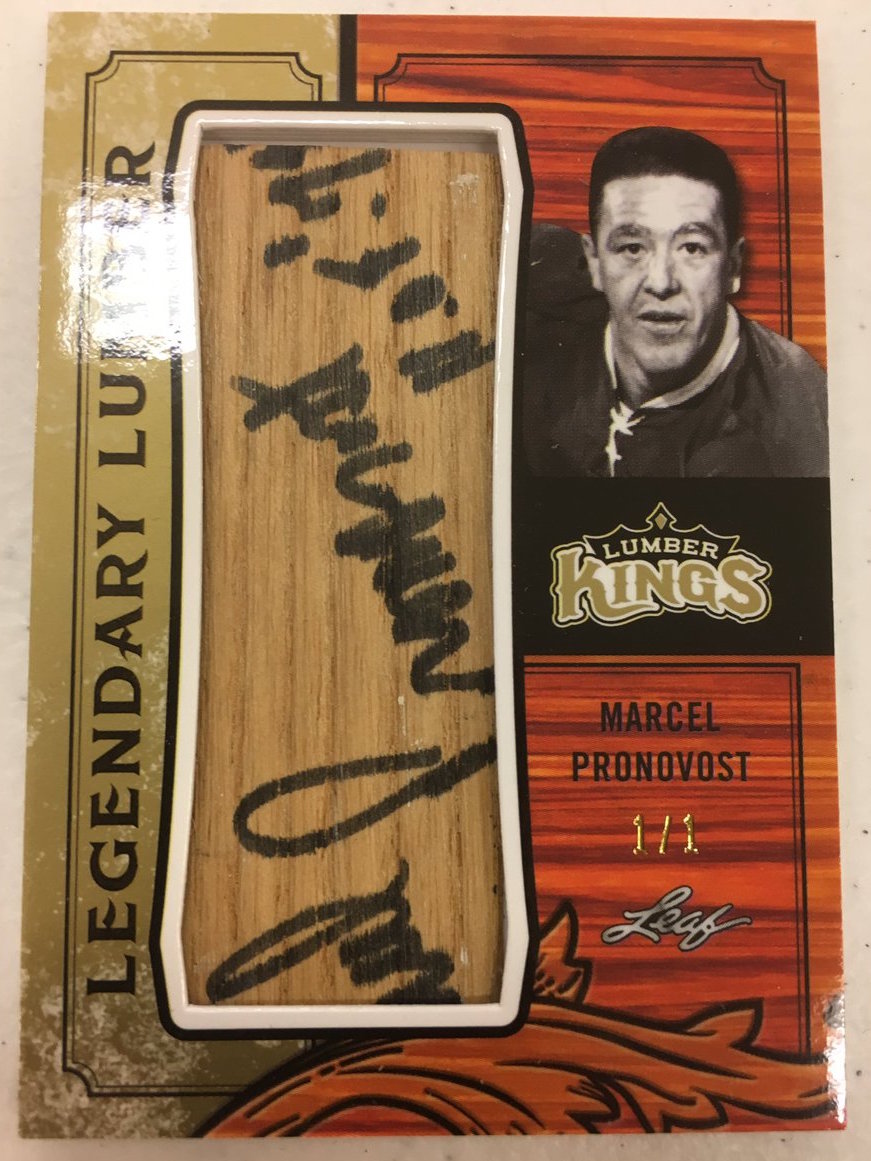 LEGENDARY LUMBER
LUMBER
KINGS
MARCEL
PRONOVOST
1/1
Leaf